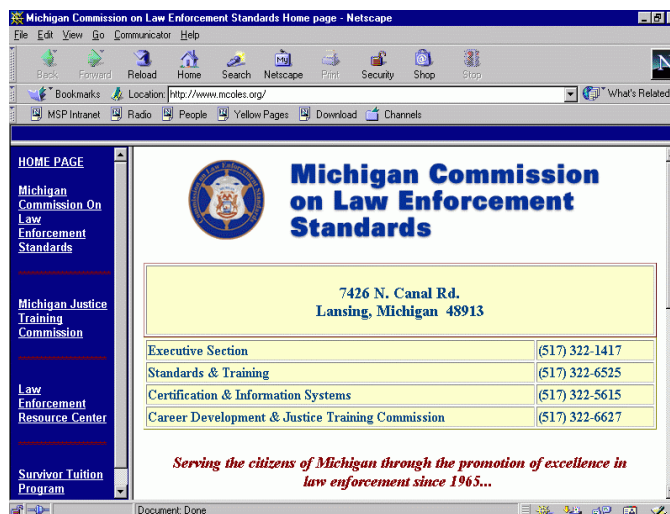 Michigan Commission on Law Enforcement Standards Home page - Netscape
File Edit View Go Communicator Help
Back Forward Reload Home Search Netscape Print Security Shop Stop
Bookmarks Location: http://www.mcoles.org/ What's Related
MSP Intranet Radio People Yellow Pages Download Channels
HOME PAGE
Michigan
Commission On
Law
Enforcement
Standards
Michigan Justice
Training
Commission
Law
Enforcement
Resource Center
Survivor Tuition
Program
Michigan Commission
on Law Enforcement
Standards
7426 N. Canal Rd.
Lansing, Michigan 48913
Executive Section (517) 322-1417
Standards & Training (517) 322-6525
Certification & Information Systems (517) 322-5615
Career Development & Justice Training Commission (517) 322-6627
Serving the citizens of Michigan through the promotion of excellence in
law enforcement since 1965...
Document: Done